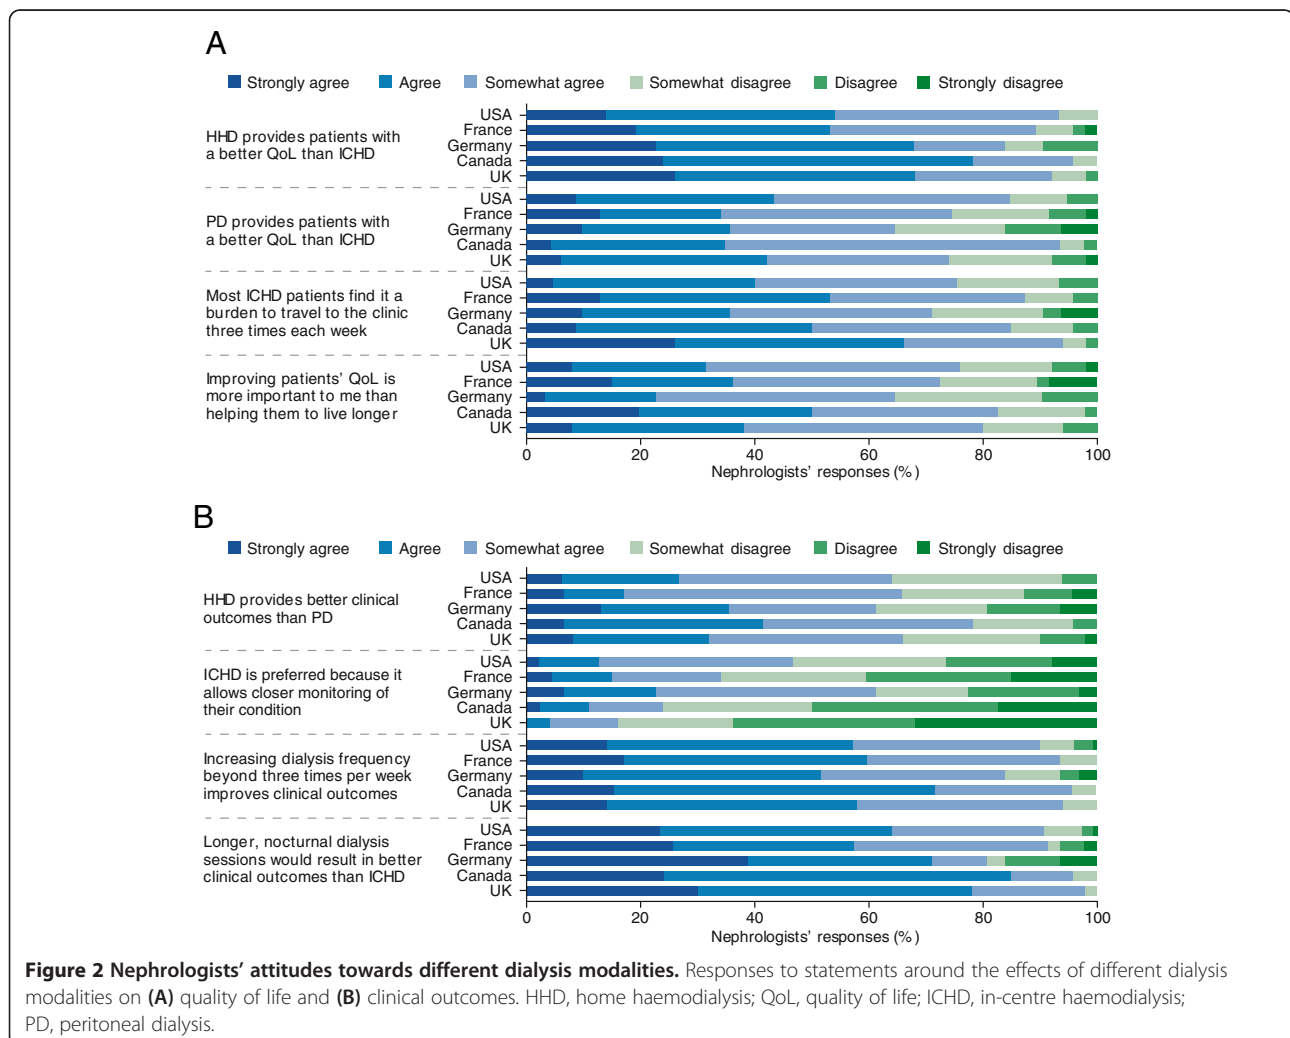 A
Strongly agree Agree Somewhat agree Somewhat disagree Disagree Strongly disagree
HHD provides patients with
a better QoL than ICHD
USA
France
Germany
Canada
UK
PD provides patients with
a better QoL than ICHD
USA
France
Germany
Canada
UK
Most ICHD patients find it a
burden to travel to the clinic
three times each week
USA
France
Germany
Canada
UK
Improving patients' QoL is
more important to me than
helping them to live longer
USA
France
Germany
Canada
UK
0 20 40 60 80 100
Nephrologists' responses (%)
B
Strongly agree Agree Somewhat agree Somewhat disagree Disagree Strongly disagree
HHD provides better clinical
outcomes than PD
USA
France
Germany
Canada
UK
ICHD is preferred because it
allows closer monitoring of
their condition
USA
France
Germany
Canada
UK
Increasing dialysis frequency
beyond three times per week
improves clinical outcomes
USA
France
Germany
Canada
UK
Longer, nocturnal dialysis
sessions would result in better
clinical outcomes than ICHD
USA
France
Germany
Canada
UK
0 20 40 60 80 100
Nephrologists' responses (%)
Figure 2 Nephrologists' attitudes towards different dialysis modalities. Responses to statements around the effects of different dialysis
modalities on (A) quality of life and (B) clinical outcomes. HHD, home haemodialysis; QoL, quality of life; ICHD, in-centre haemodialysis;
PD, peritoneal dialysis.